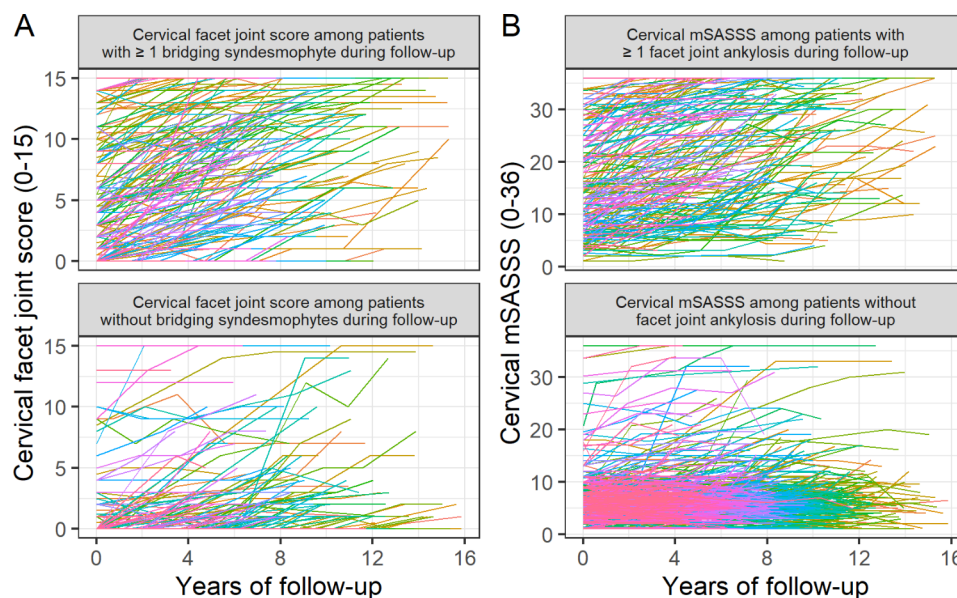 A
Cervical facet joint score among patients
with ≥ 1 bridging syndesmophyte during follow-up
15
10
5
0
Cervical facet joint score among patients
without bridging syndesmophytes during follow-up
15
10
5
0
Cervical facet joint score (0-15)
0 4 8 12 16
Years of follow-up
B
Cervical mSASSS among patients with
≥ 1 facet joint ankylosis during follow-up
30
20
10
0
Cervical mSASSS among patients without
facet joint ankylosis during follow-up
30
20
10
0
Cervical mSASSS (0-36)
0 4 8 12 16
Years of follow-up